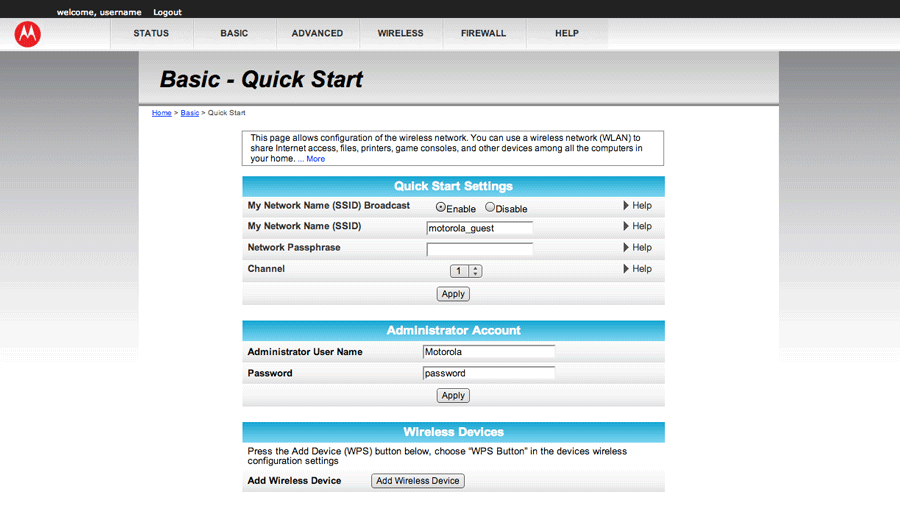 welcome, username Logout
STATUS BASIC ADVANCED WIRELESS FIREWALL HELP
Basic - Quick Start
Home > Basic > Quick Start
This page allows configuration of the wireless network. You can use a wireless network (WLAN) to
share Internet access, files, printers, game consoles, and other devices among all the computers in
your home. ... More
Quick Start Settings
My Network Name (SSID) Broadcast Enable Disable Help
My Network Name (SSID) motorola_guest Help
Network Passphrase Help
Channel 1 Help
Apply
Administrator Account
Administrator User Name Motorola
Password password
Apply
Wireless Devices
Press the Add Device (WPS) button below, choose "WPS Button" in the devices wireless
configuration settings
Add Wireless Device Add Wireless Device